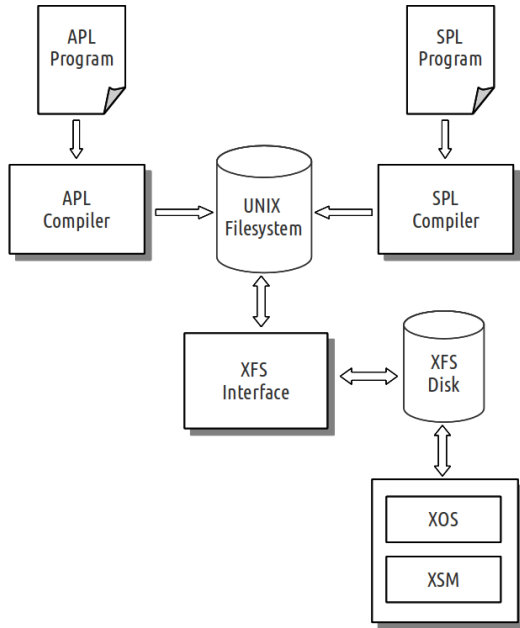 APL
Program
SPL
Program
APL
Compiler
UNIX
Filesystem
SPL
Compiler
XFS
Interface
XFS
Disk
XOS
XSM